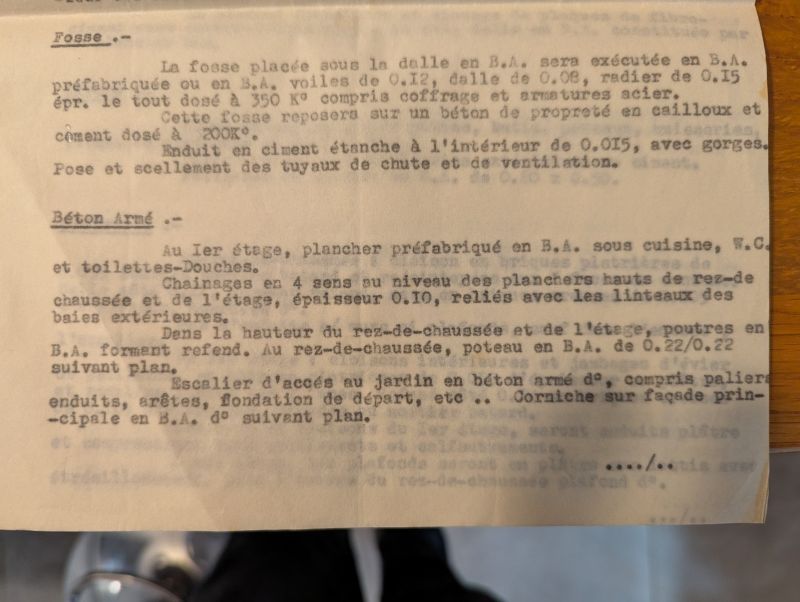 Fosse .-
La fosse placée sous la dalle en B.A. sera exécutée en B.A.
préfabriquée ou en B.A. voiles de 0.I2, dalle de 0.08, radier de 0.I5
épr. le tout dosé à 350 K° compris coffrage et armatures acier.
Cette fosse reposera sur un béton de propreté en cailloux et
cîment dosé à 200K°.
Enduit en ciment étanche à l'intérieur de 0.0I5, avec gorges.
Pose et scellement des tuyaux de chute et de ventilation.
Béton Armé .-
Au Ier étage, plancher préfabriqué en B.A. sous cuisine, W.C.
et toilettes-Douches.
Chainages en 4 sens au niveau des planchers hauts de rez-de
chaussée et de l'étage, épaisseur 0.I0, reliés avec les linteaux des
baies extérieures.
Dans la hauteur du rez-de-chaussée et de l'étage, poutres en
B.A. formant refend. Au rez-de-chaussée, poteau en B.A. de 0.22/0.22
suivant plan.
Escalier d'accés au jardin en béton armé d°, compris paliers
enduits, arêtes, fondation de départ, etc .. Corniche sur façade prin-
-cipale en B.A. d° suivant plan.
..../..